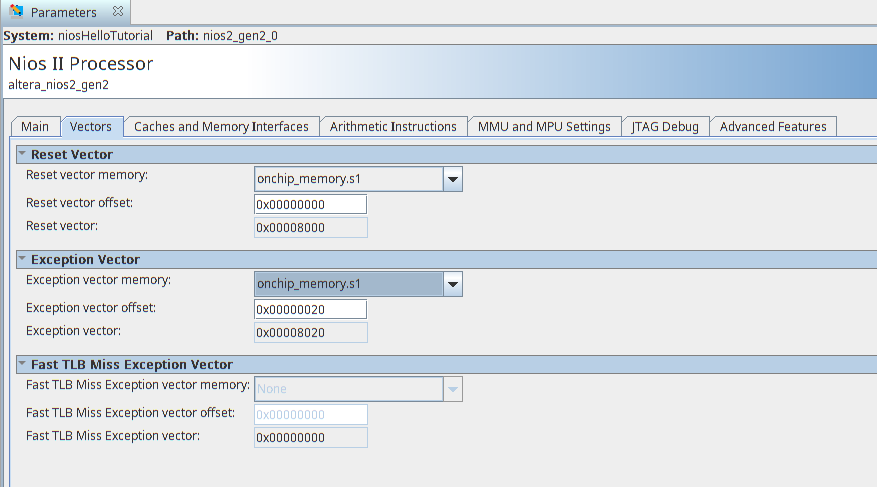 Parameters
System: niosHelloTutorial Path: nios2_gen2_0
Nios II Processor
altera_nios2_gen2
Main Vectors Caches and Memory Interfaces Arithmetic Instructions MMU and MPU Settings JTAG Debug Advanced Features
Reset Vector
Reset vector memory: onchip_memory.s1
Reset vector offset: 0x00000000
Reset vector: 0x00008000
Exception Vector
Exception vector memory: onchip_memory.s1
Exception vector offset: 0x00000020
Exception vector: 0x00008020
Fast TLB Miss Exception Vector
Fast TLB Miss Exception vector memory: None
Fast TLB Miss Exception vector offset: 0x00000000
Fast TLB Miss Exception vector: 0x00000000